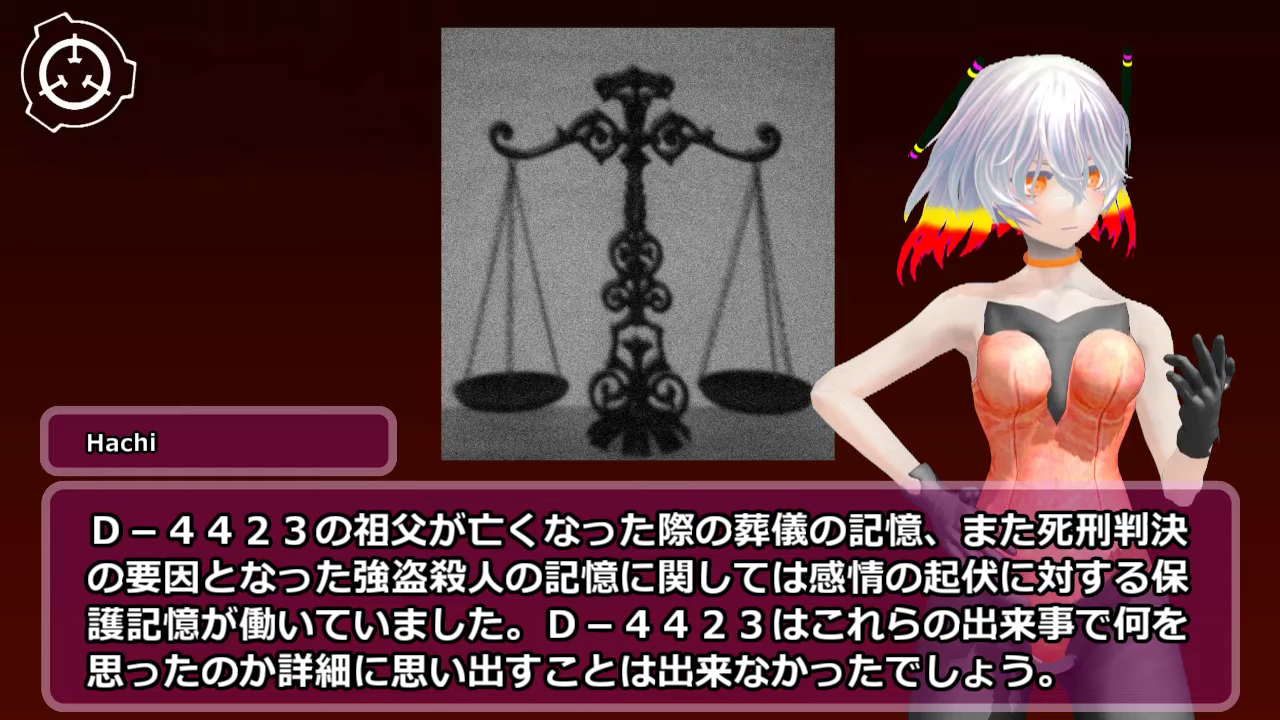 Hachi
Ｄ－４４２３の祖父が亡くなった際の葬儀の記憶、また死刑判決
の要因となった強盗殺人の記憶に関しては感情の起伏に対する保
護記憶が働いていました。Ｄ－４４２３はこれらの出来事で何を
思ったのか詳細に思い出すことは出来なかったでしょう。